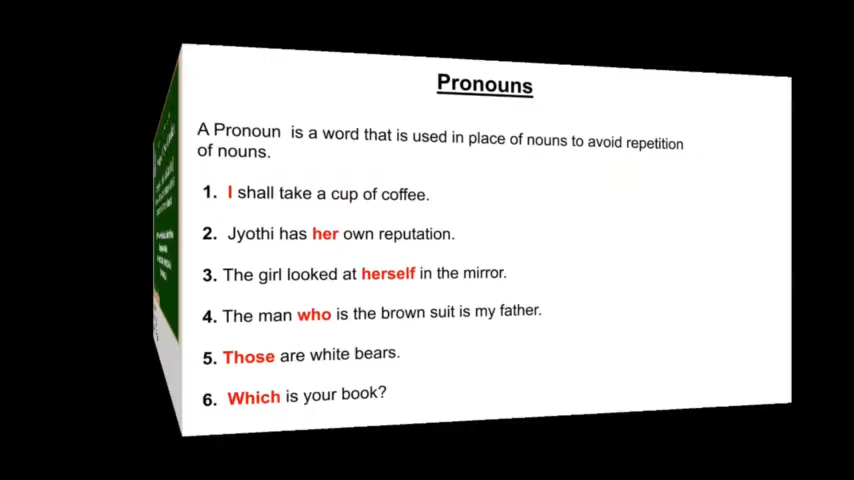 Pronouns
A Pronoun is a word that is used in place of nouns to avoid repetition
of nouns.
1. I shall take a cup of coffee.
2. Jyothi has her own reputation.
3. The girl looked at herself in the mirror.
4. The man who is the brown suit is my father.
5. Those are white bears.
6. Which is your book?